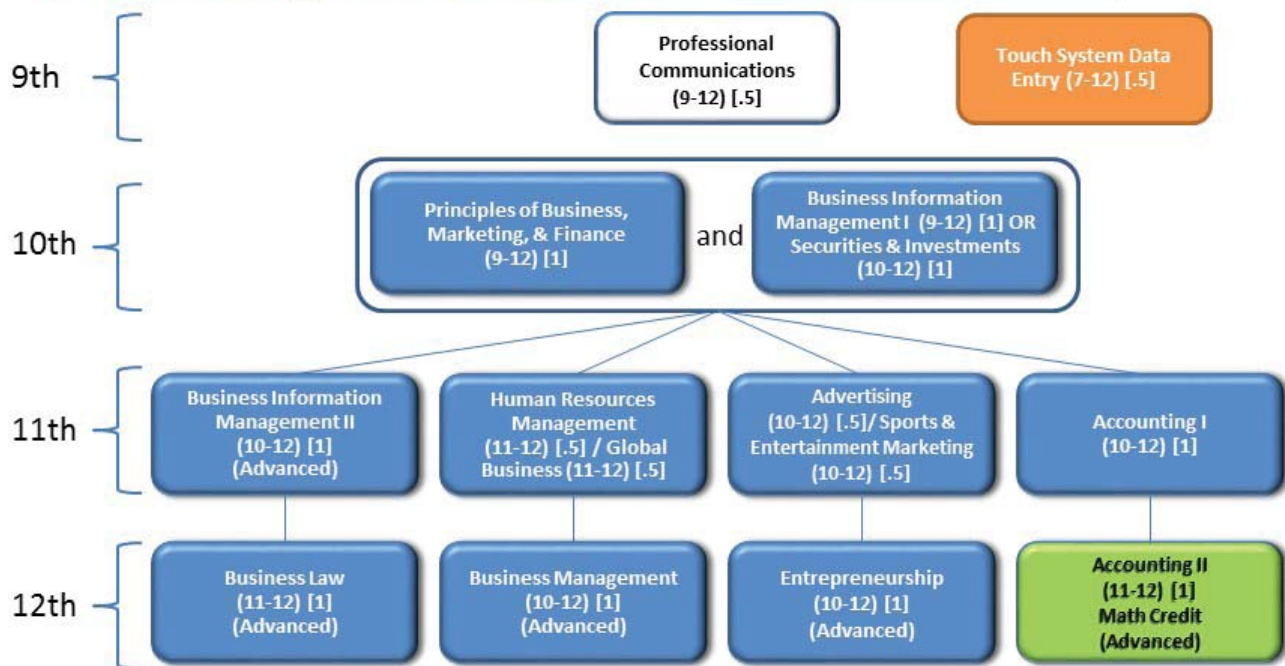 9th
Professional
Communications
(9-12) [.5]
Touch System Data
Entry (7-12) [.5]
10th
Principles of Business,
Marketing, & Finance
(9-12) [1]
and
Business Information
Management I (9-12) [1] OR
Securities & Investments
(10-12) [1]
11th
Business Information
Management II
(10-12) [1]
(Advanced)
Human Resources
Management
(11-12) [.5] / Global
Business (11-12) [.5]
Advertising
(10-12) [.5]/ Sports &
Entertainment Marketing
(10-12) [.5]
Accounting I
(10-12) [1]
12th
Business Law
(11-12) [1]
(Advanced)
Business Management
(10-12) [1]
(Advanced)
Entrepreneurship
(10-12) [1]
(Advanced)
Accounting II
(11-12) [1]
Math Credit
(Advanced)